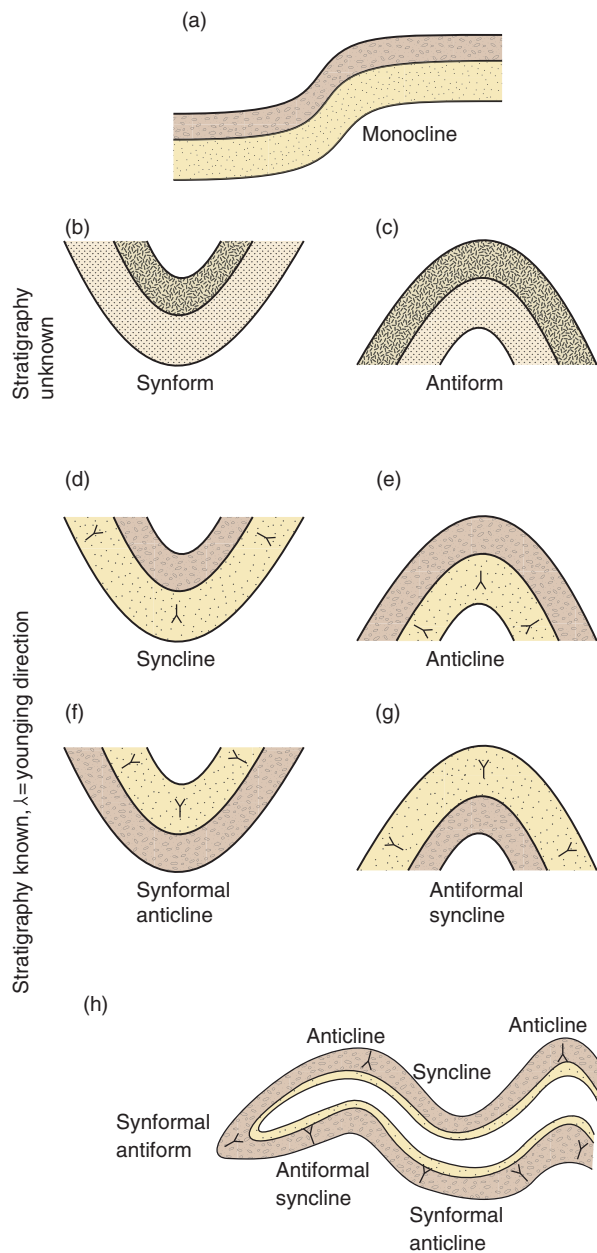 (a)
Monocline
(b)
(c)
Stratigraphy
unknown
Synform
Antiform
(d)
(e)
Syncline
Anticline
Stratigraphy known, ⅄=younging direction
(f)
(g)
Synformal
anticline
Antiformal
syncline
(h)
Anticline
Anticline
Syncline
Synformal
antiform
Antiformal
syncline
Synformal
anticline